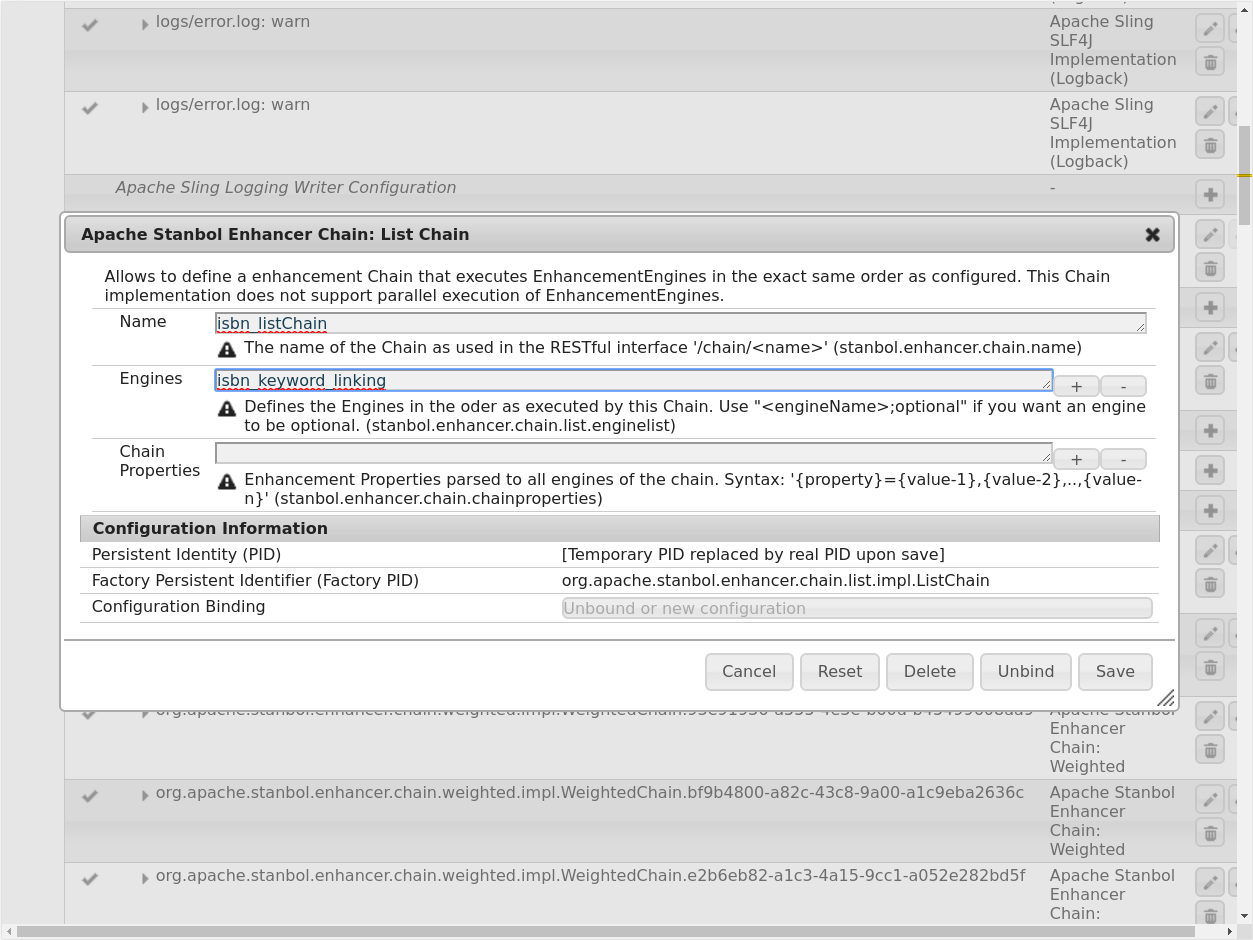 logs/error.log: warn
Apache Sling
SLF4J
Implementation
(Logback)
logs/error.log: warn
Apache Sling
SLF4J
Implementation
(Logback)
Apache Sling Logging Writer Configuration
-
Apache Stanbol Enhancer Chain: List Chain
Allows to define a enhancement Chain that executes EnhancementEngines in the exact same order as configured. This Chain
implementation does not support parallel execution of EnhancementEngines.
Name
isbn_listChain
The name of the Chain as used in the RESTful interface '/chain/<name>' (stanbol.enhancer.chain.name)
Engines
isbn_keyword_linking
+ -
Defines the Engines in the oder as executed by this Chain. Use "<engineName>;optional" if you want an engine
to be optional. (stanbol.enhancer.chain.list.enginelist)
Chain
Properties
+ -
Enhancement Properties parsed to all engines of the chain. Syntax: '{property}={value-1},{value-2},..,{value-
n}' (stanbol.enhancer.chain.chainproperties)
Configuration Information
Persistent Identity (PID) [Temporary PID replaced by real PID upon save]
Factory Persistent Identifier (Factory PID) org.apache.stanbol.enhancer.chain.list.impl.ListChain
Configuration Binding Unbound or new configuration
Cancel Reset Delete Unbind Save
Apache Stanbol
Enhancer
Chain:
Weighted
org.apache.stanbol.enhancer.chain.weighted.impl.WeightedChain.bf9b4800-a82c-43c8-9a00-a1c9eba2636c
Apache Stanbol
Enhancer
Chain:
Weighted
org.apache.stanbol.enhancer.chain.weighted.impl.WeightedChain.e2b6eb82-a1c3-4a15-9cc1-a052e282bd5f
Apache Stanbol
Enhancer
Chain: